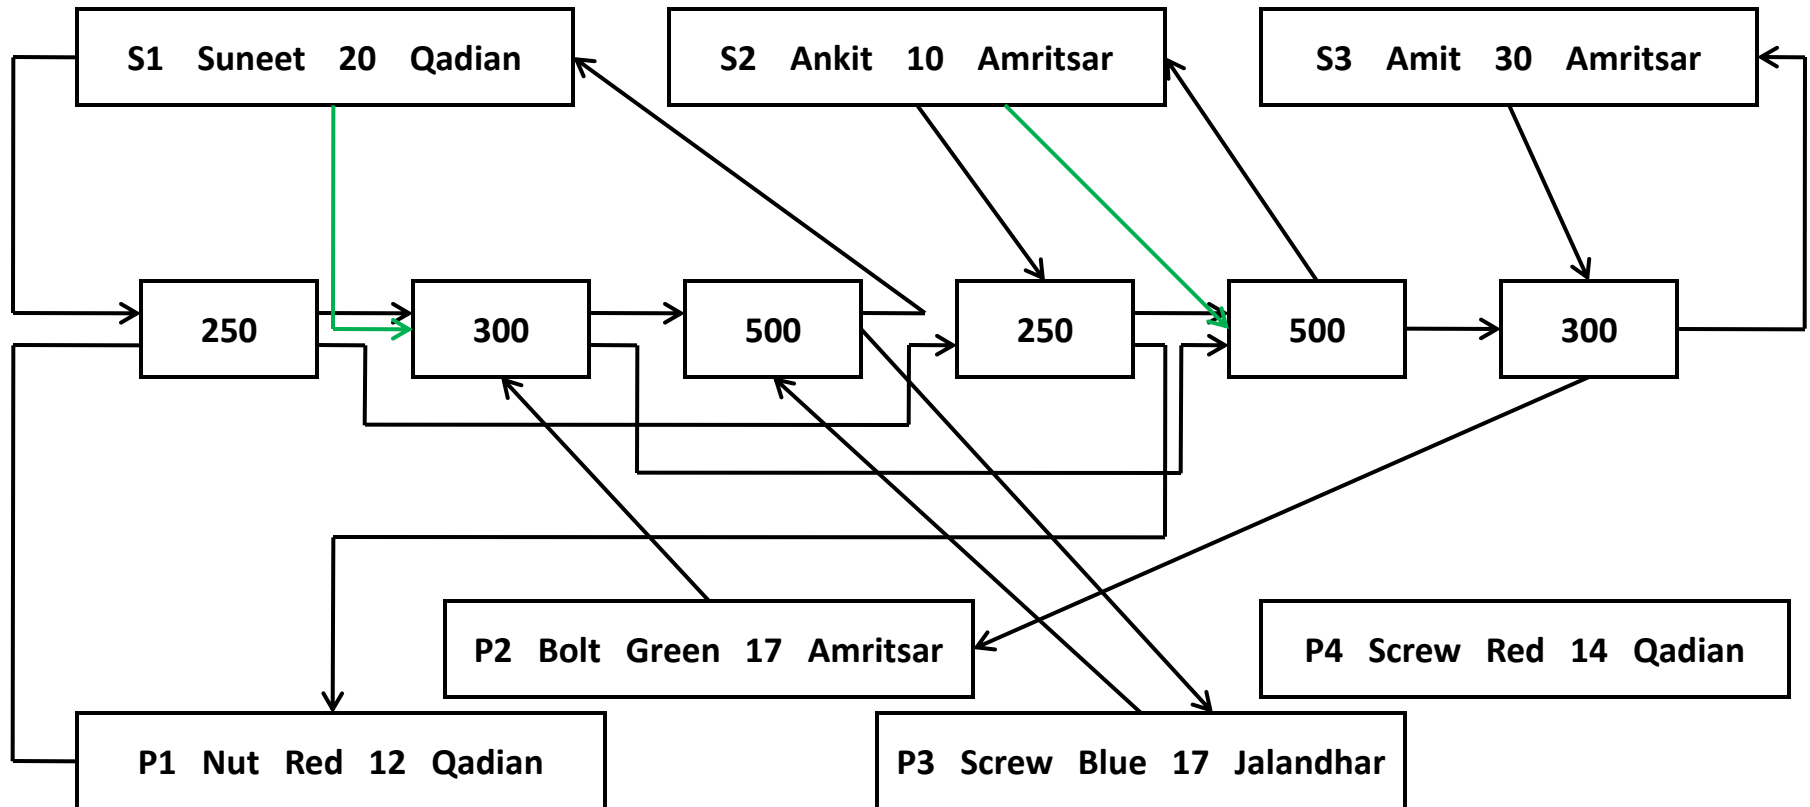 S1 Suneet 20 Qadian
S2 Ankit 10 Amritsar
S3 Amit 30 Amritsar
250
300
500
250
500
300
P2 Bolt Green 17 Amritsar
P4 Screw Red 14 Qadian
P1 Nut Red 12 Qadian
P3 Screw Blue 17 Jalandhar